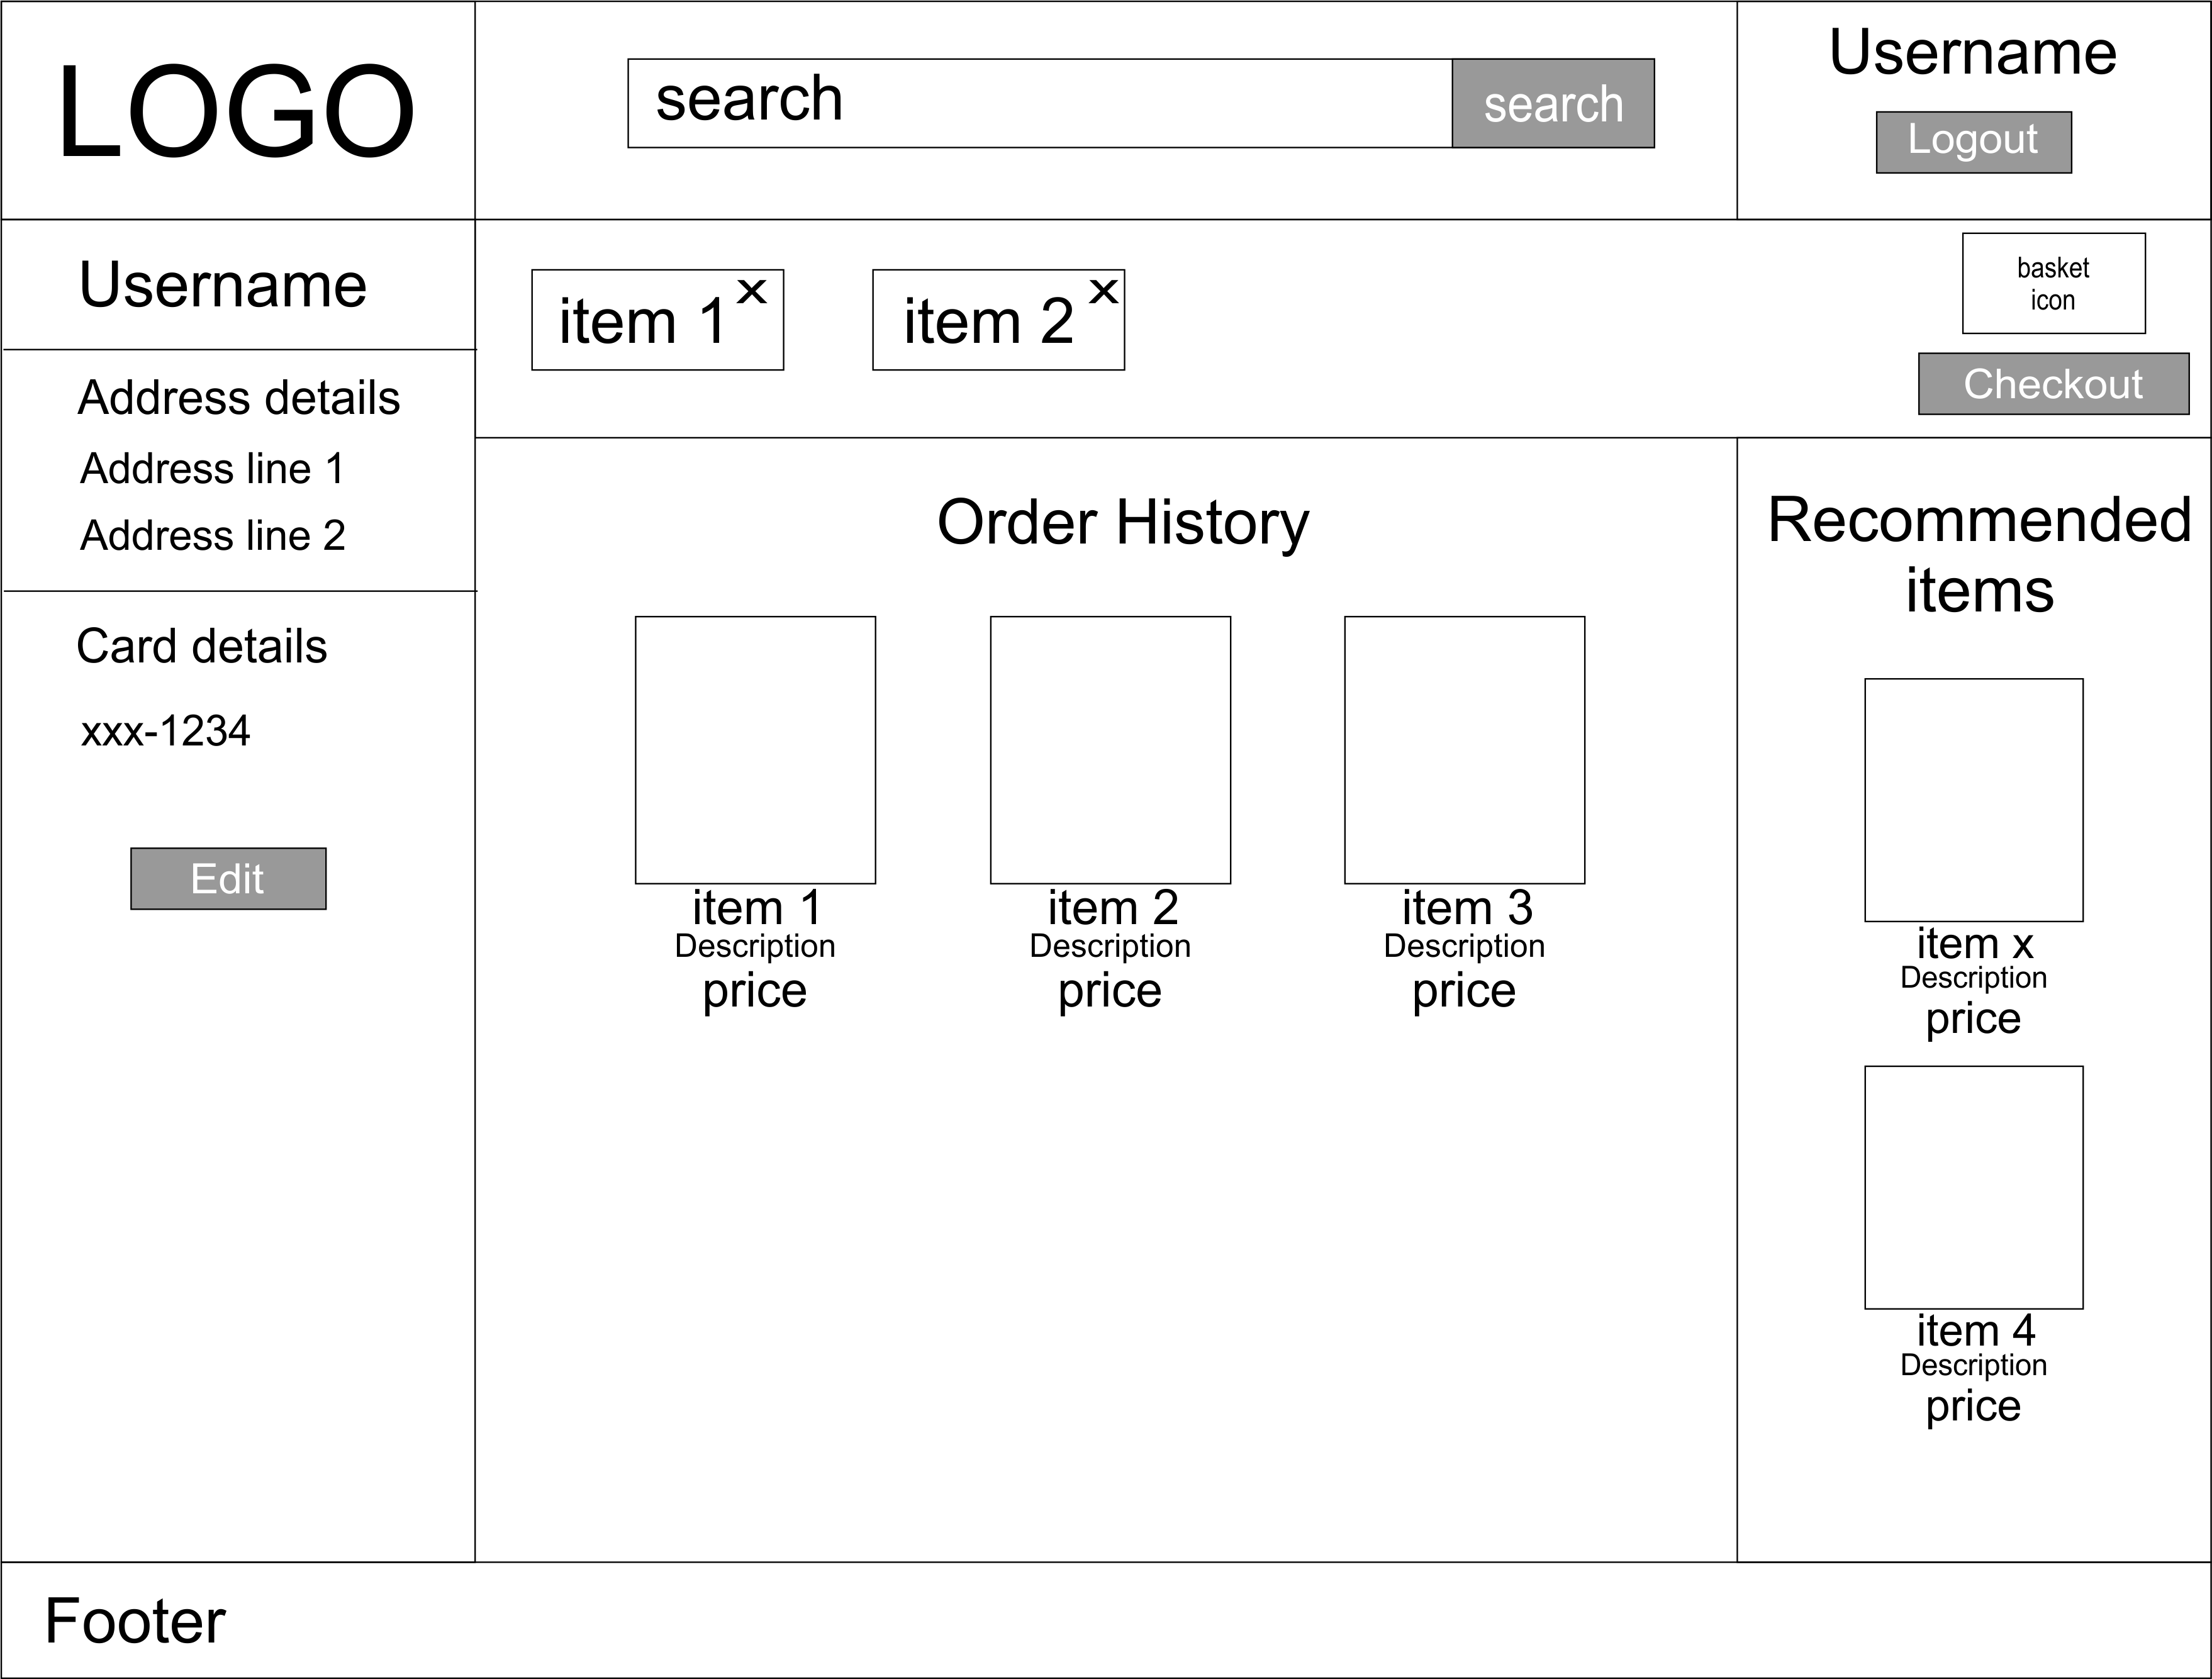 LOGO
search
search
Username
Logout
Username
Address details
Address line 1
Address line 2
Card details
xxx-1234
Edit
item 1 x
item 2 x
basket
icon
Checkout
Order History
item 1
Description
price
item 2
Description
price
item 3
Description
price
Recommended
items
item x
Description
price
item 4
Description
price
Footer